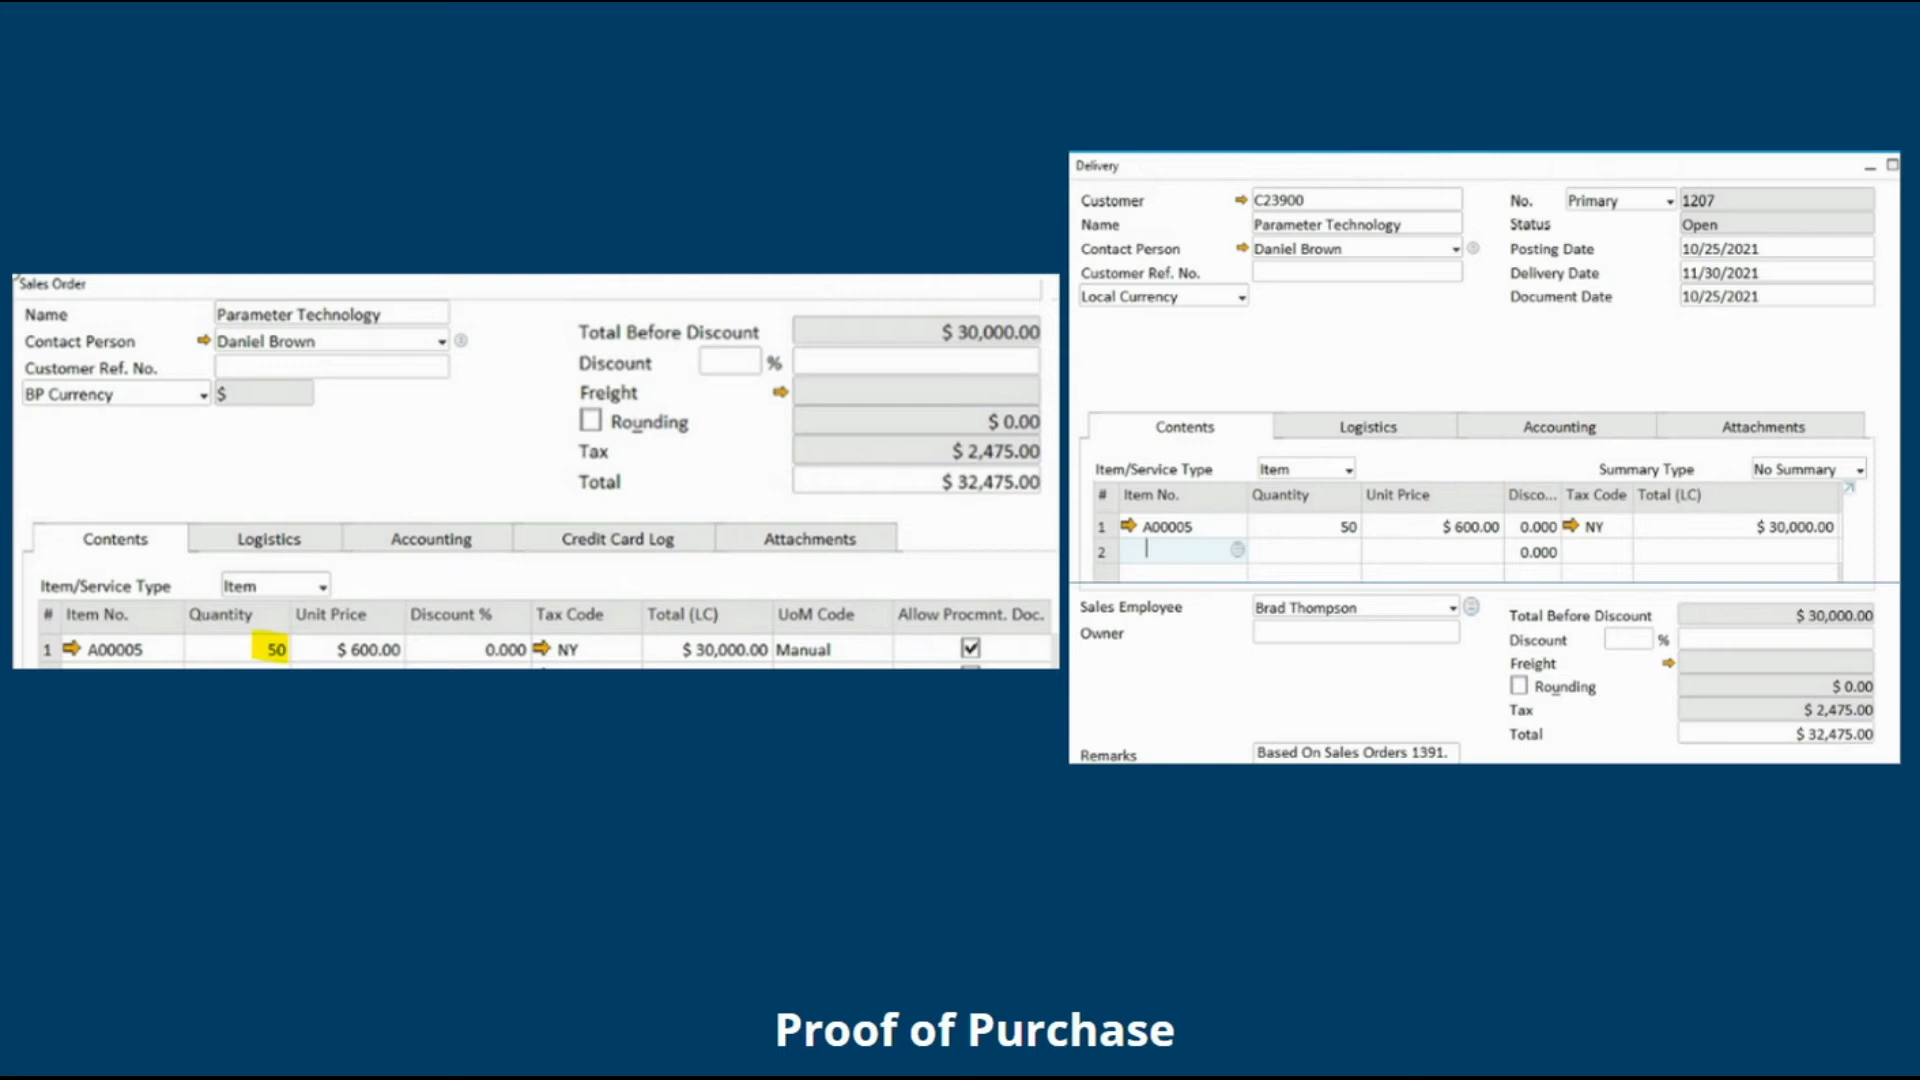 Sales Order
Name Parameter Technology
Contact Person Daniel Brown
Customer Ref. No.
BP Currency $
Total Before Discount $ 30,000.00
Discount %
Freight
Rounding $ 0.00
Tax $ 2,475.00
Total $ 32,475.00
Contents Logistics Accounting Credit Card Log Attachments
Item/Service Type Item
# Item No. Quantity Unit Price Discount % Tax Code Total (LC) UoM Code Allow Procmnt. Doc.
1 A00005 50 $ 600.00 0.000 NY $ 30,000.00 Manual
Delivery
Customer C23900
Name Parameter Technology
Contact Person Daniel Brown
Customer Ref. No.
Local Currency
No. Primary 1207
Status Open
Posting Date 10/25/2021
Delivery Date 11/30/2021
Document Date 10/25/2021
Contents Logistics Accounting Attachments
Item/Service Type Item Summary Type No Summary
# Item No. Quantity Unit Price Disco... Tax Code Total (LC)
1 A00005 50 $ 600.00 0.000 NY $ 30,000.00
2 0.000
Sales Employee Brad Thompson
Owner
Total Before Discount $ 30,000.00
Discount %
Freight
Rounding $ 0.00
Tax $ 2,475.00
Total $ 32,475.00
Remarks Based On Sales Orders 1391.
Proof of Purchase